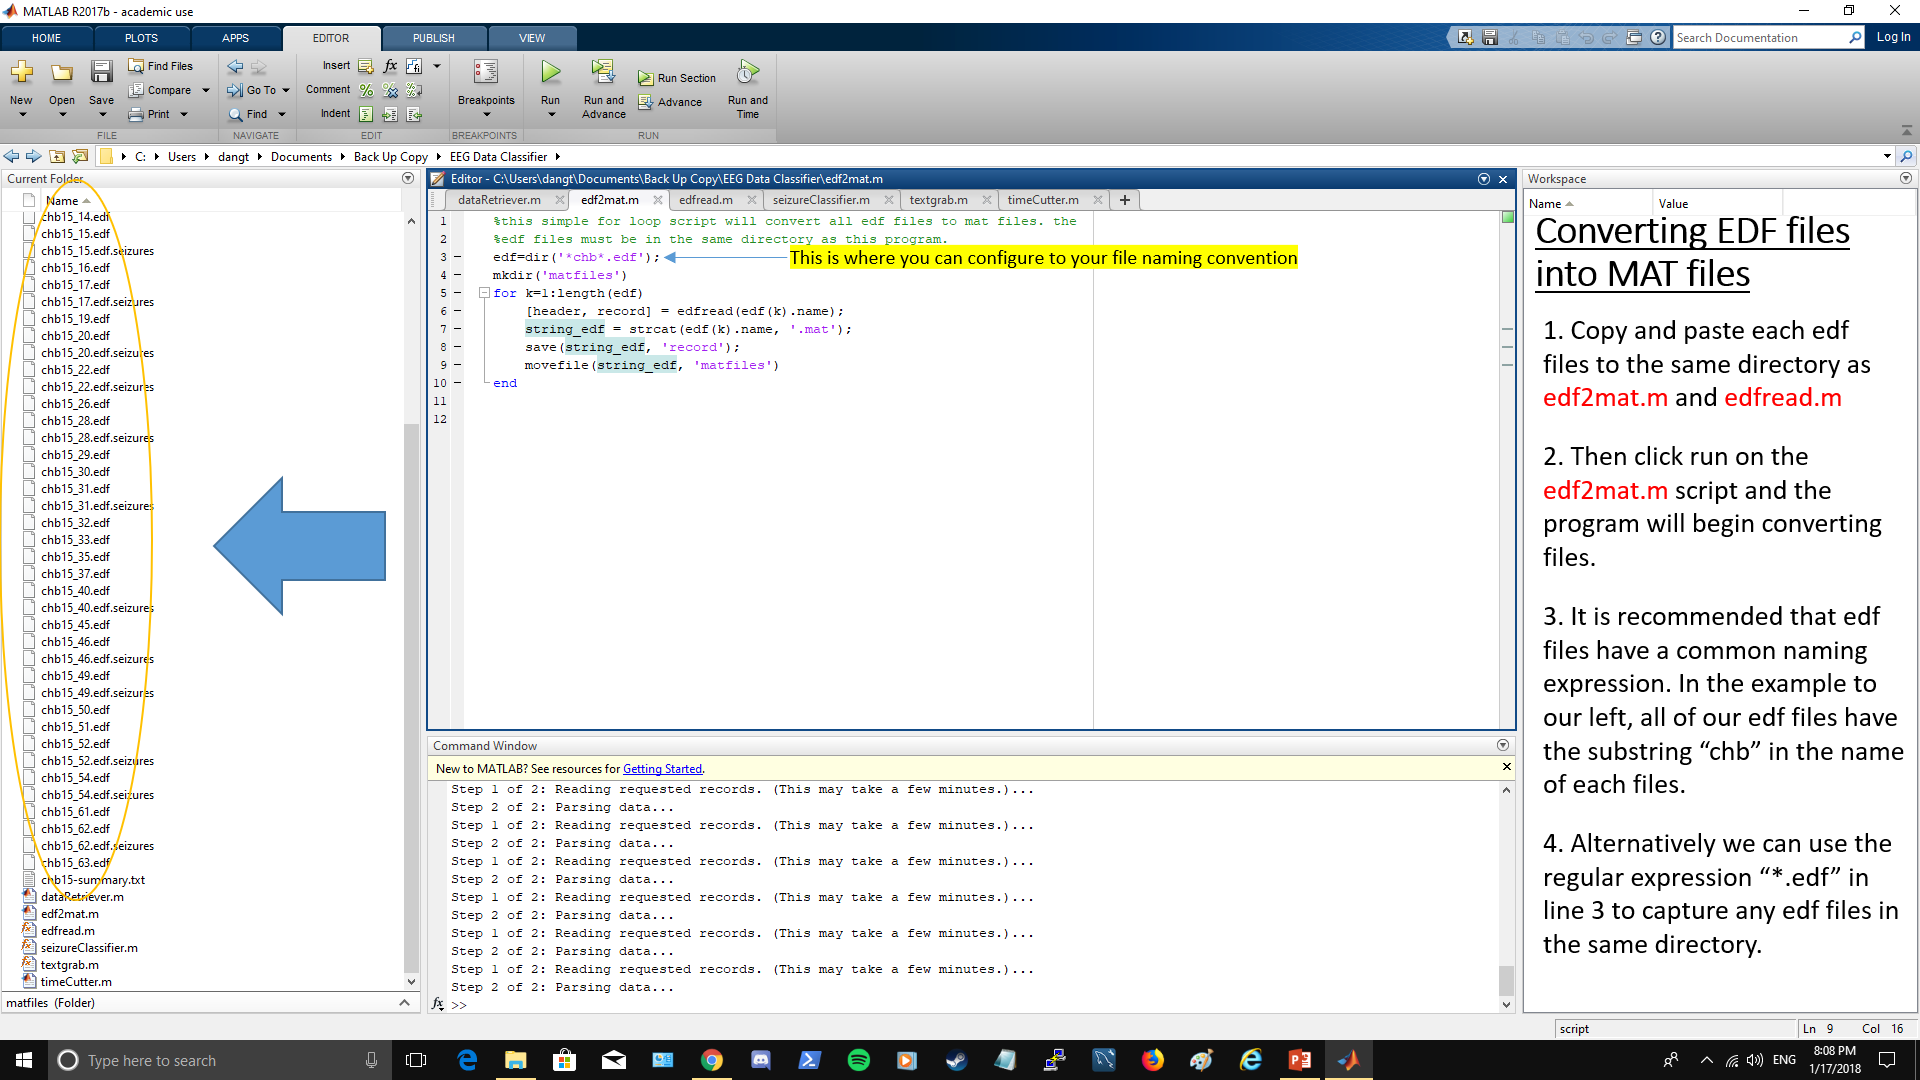 MATLAB R2017b - academic use
HOME PLOTS APPS EDITOR PUBLISH VIEW
Search Documentation
Log In
New
Open
Save
Find Files
Compare
Print
FILE
Go To
Find
NAVIGATE
Insert
Comment
Indent
EDIT
fx
Breakpoints
BREAKPOINTS
Run
Run and Advance
Run Section
Advance
Run and Time
RUN
C: Users dangt Documents Back Up Copy EEG Data Classifier
Current Folder
Name
chb15_14.edf
chb15_15.edf
chb15_15.edf.seizures
chb15_16.edf
chb15_17.edf
chb15_17.edf.seizures
chb15_19.edf
chb15_20.edf
chb15_20.edf.seizures
chb15_22.edf
chb15_22.edf.seizures
chb15_26.edf
chb15_28.edf
chb15_28.edf.seizures
chb15_29.edf
chb15_30.edf
chb15_31.edf
chb15_31.edf.seizures
chb15_32.edf
chb15_33.edf
chb15_35.edf
chb15_37.edf
chb15_40.edf
chb15_40.edf.seizures
chb15_45.edf
chb15_46.edf
chb15_46.edf.seizures
chb15_49.edf
chb15_49.edf.seizures
chb15_50.edf
chb15_51.edf
chb15_52.edf
chb15_52.edf.seizures
chb15_54.edf
chb15_54.edf.seizures
chb15_61.edf
chb15_62.edf
chb15_62.edf.seizures
chb15_63.edf
chb15-summary.txt
dataRetriever.m
edf2mat.m
edfread.m
seizureClassifier.m
textgrab.m
timeCutter.m
matfiles (Folder)
Editor - C:\Users\dangt\Documents\Back Up Copy\EEG Data Classifier\edf2mat.m
dataRetriever.m edf2mat.m edfread.m seizureClassifier.m textgrab.m timeCutter.m
1 %this simple for loop script will convert all edf files to mat files. the
2 %edf files must be in the same directory as this program.
3 edf=dir('*chb*.edf');
This is where you can configure to your file naming convention
4 mkdir('matfiles')
5 for k=1:length(edf)
6 [header, record] = edfread(edf(k).name);
7 string_edf = strcat(edf(k).name, '.mat');
8 save(string_edf, 'record');
9 movefile(string_edf, 'matfiles')
10 end
11
12
Command Window
New to MATLAB? See resources for Getting Started.
Step 1 of 2: Reading requested records. (This may take a few minutes.)...
Step 2 of 2: Parsing data...
Step 1 of 2: Reading requested records. (This may take a few minutes.)...
Step 2 of 2: Parsing data...
Step 1 of 2: Reading requested records. (This may take a few minutes.)...
Step 2 of 2: Parsing data...
Step 1 of 2: Reading requested records. (This may take a few minutes.)...
Step 2 of 2: Parsing data...
Step 1 of 2: Reading requested records. (This may take a few minutes.)...
Step 2 of 2: Parsing data...
Step 1 of 2: Reading requested records. (This may take a few minutes.)...
Step 2 of 2: Parsing data...
fx >>
Workspace
Name Value
Converting EDF files
into MAT files
1. Copy and paste each edf
files to the same directory as
edf2mat.m and edfread.m
2. Then click run on the
edf2mat.m script and the
program will begin converting
files.
3. It is recommended that edf
files have a common naming
expression. In the example to
our left, all of our edf files have
the substring “chb” in the name
of each files.
4. Alternatively we can use the
regular expression “*.edf” in
line 3 to capture any edf files in
the same directory.
script
Ln 9 Col 16
Type here to search
ENG
8:08 PM
1/17/2018